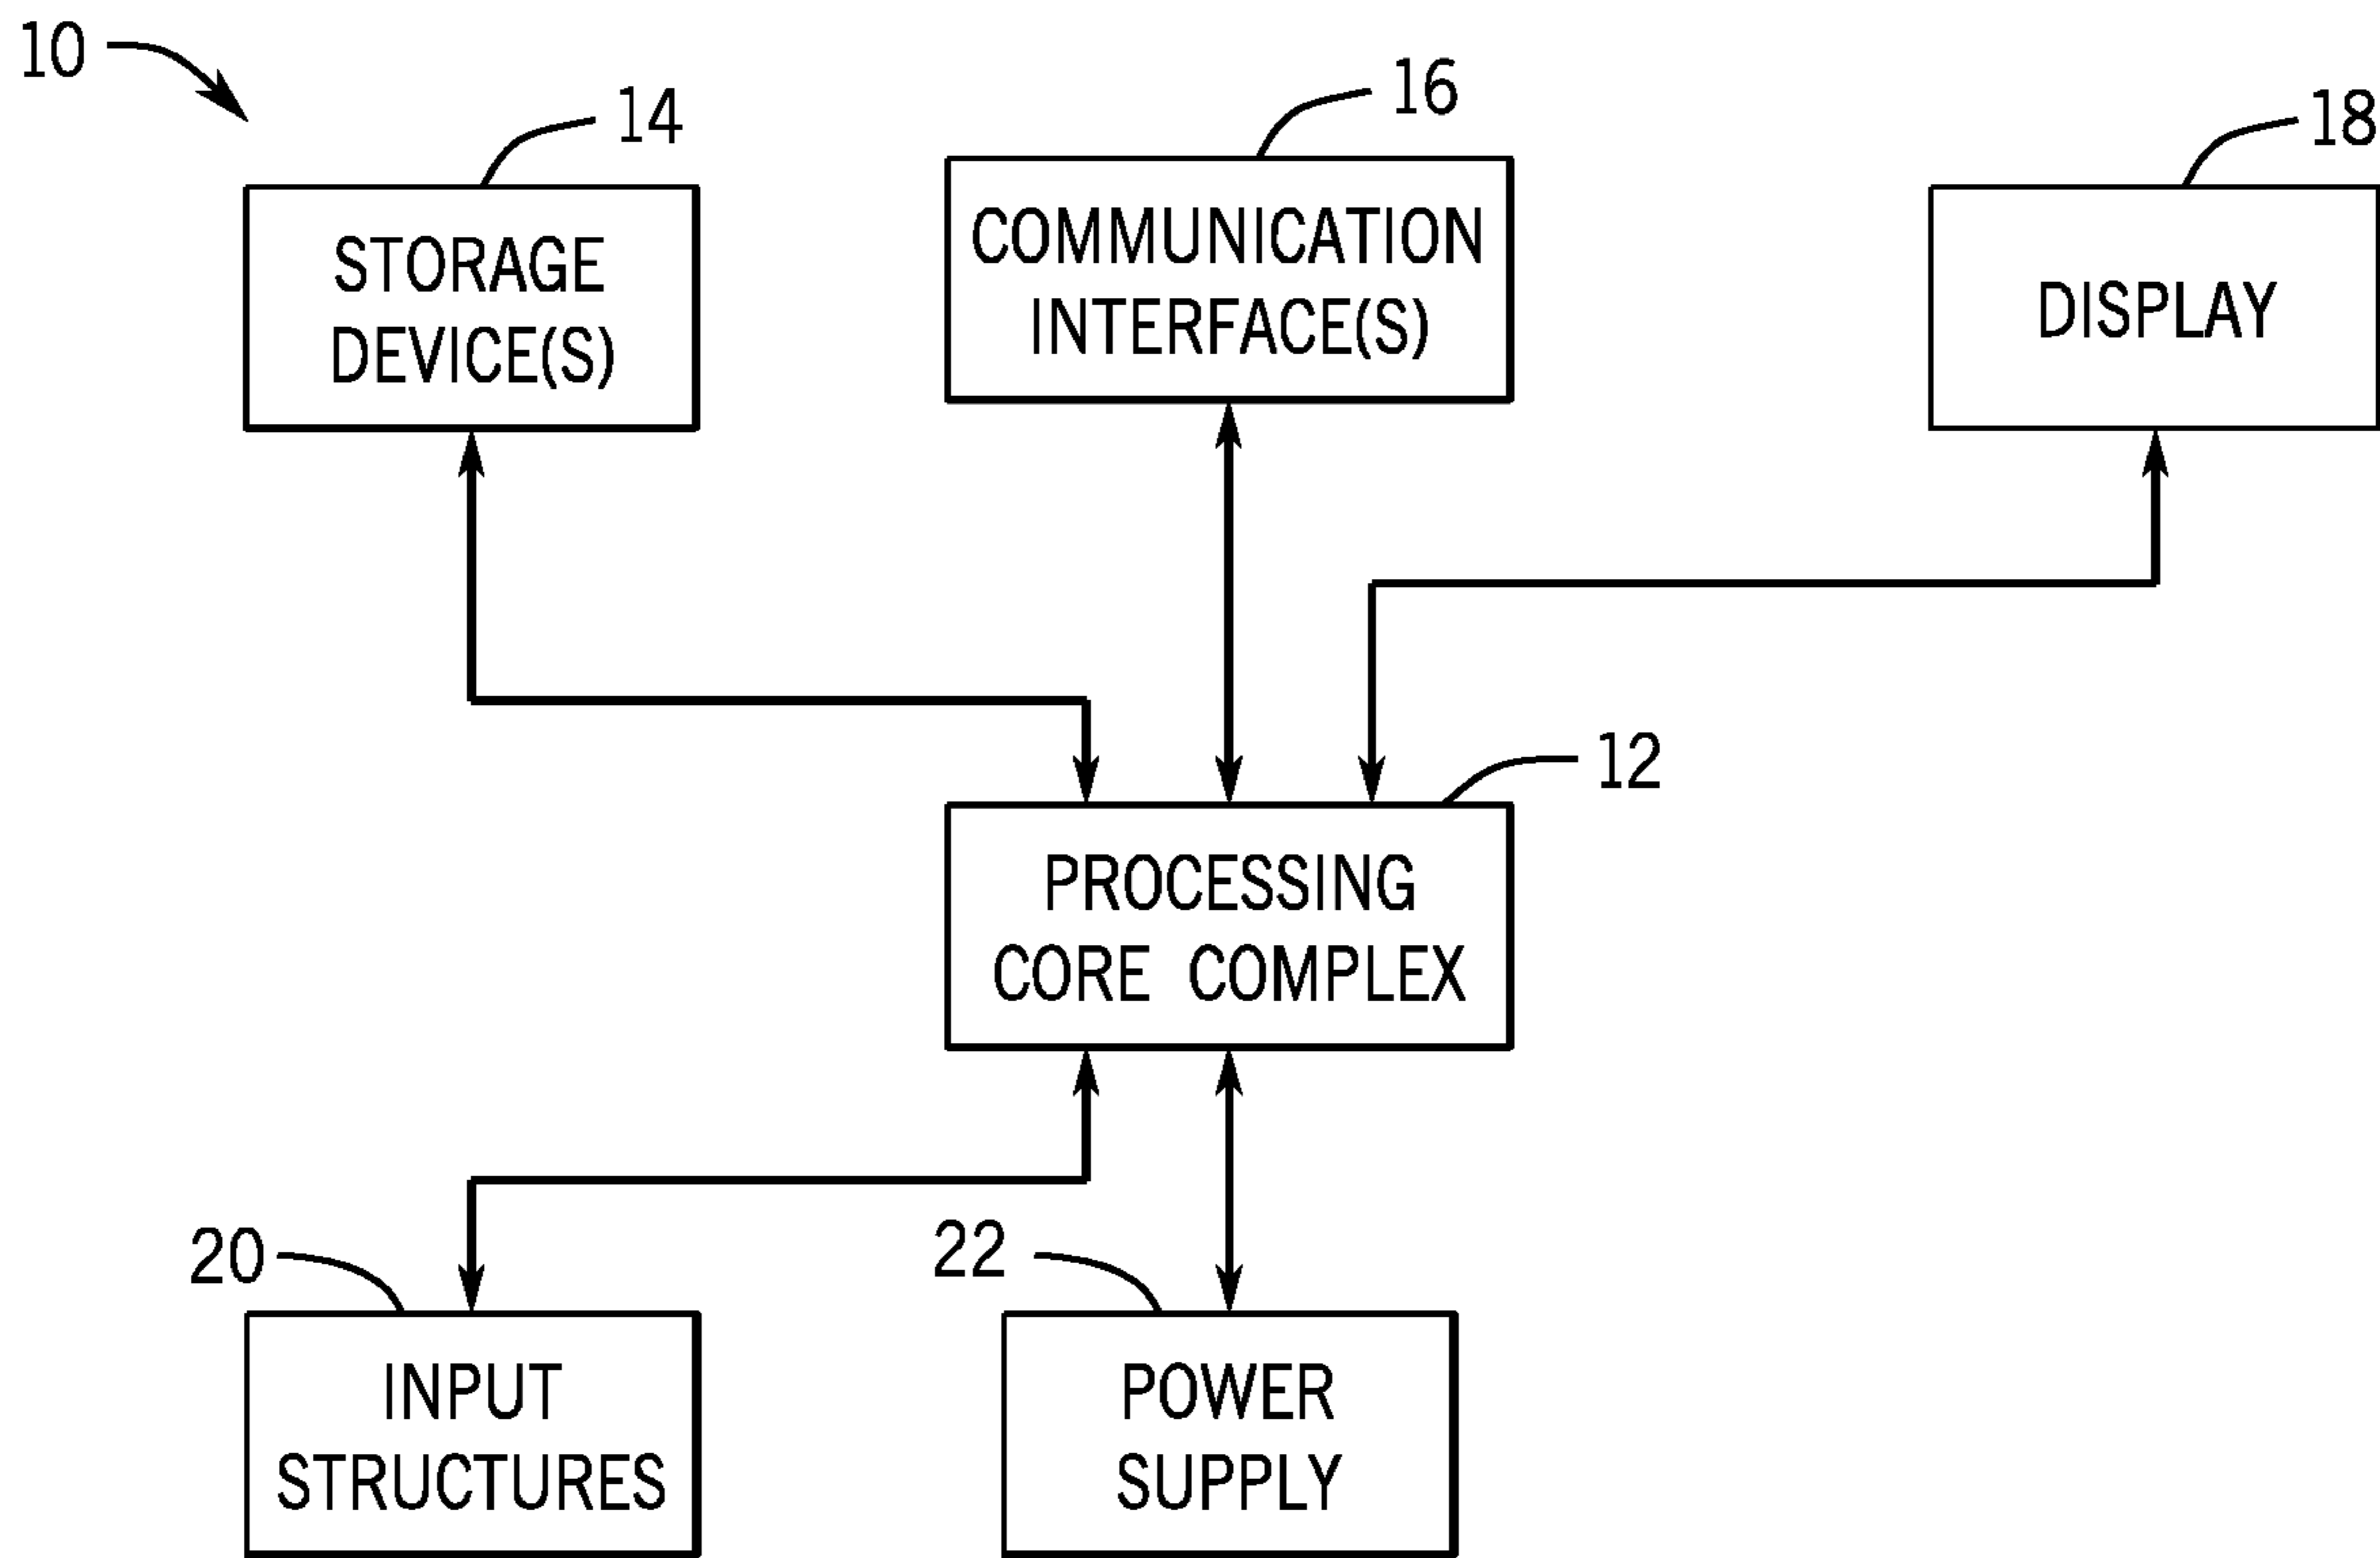 10
14
16
18
STORAGE
DEVICE(S)
COMMUNICATION
INTERFACE(S)
DISPLAY
12
PROCESSING
CORE COMPLEX
20
22
INPUT
STRUCTURES
POWER
SUPPLY